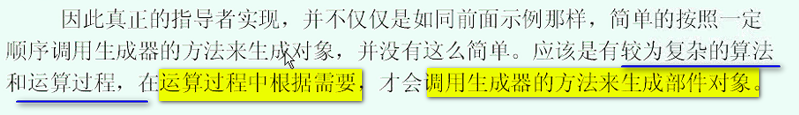 因此真正的指导者实现，并不仅仅是如同前面示例那样，简单的按照一定
顺序调用生成器的方法来生成对象，并没有这么简单。应该是有较为复杂的算法
和运算过程，在运算过程中根据需要，才会调用生成器的方法来生成部件对象。